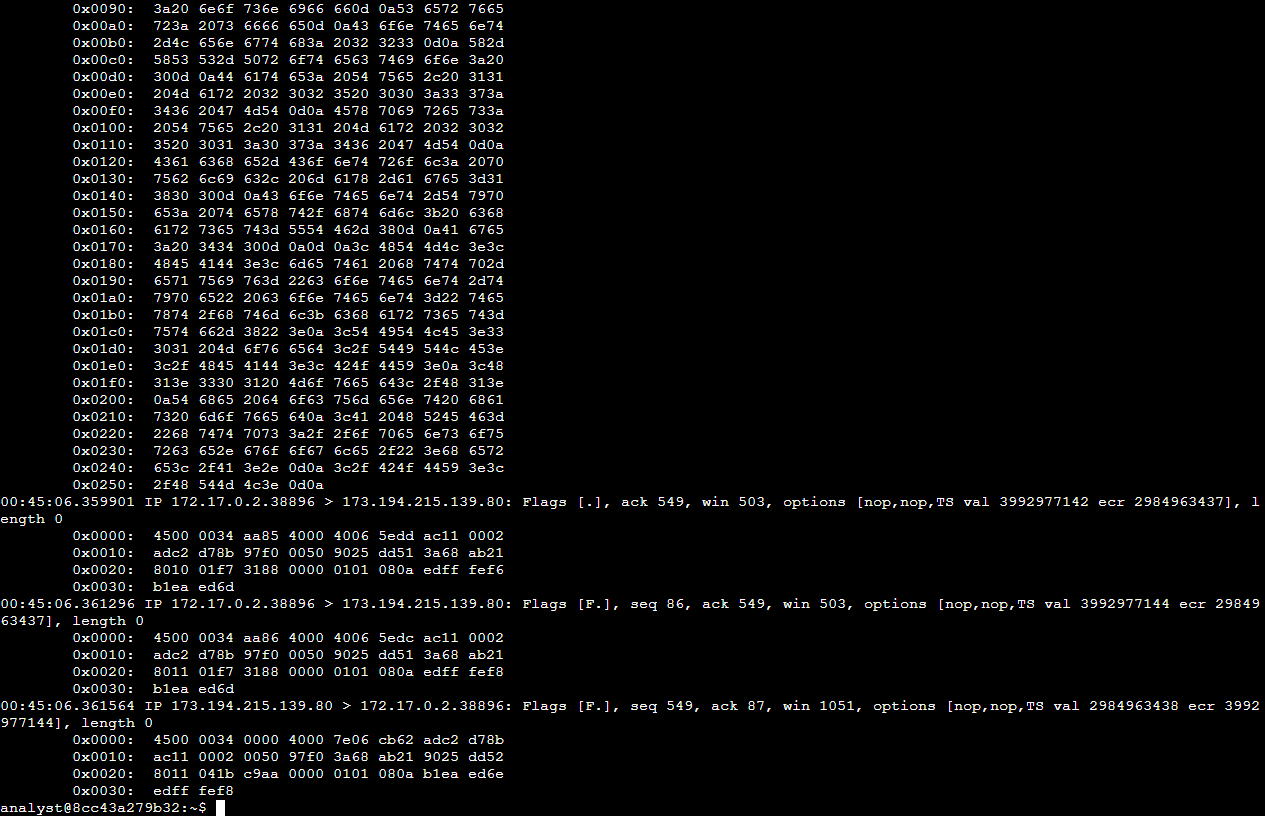 0x0090:  3a20 6e6f 736e 6966 660d 0a53 6572 7665
0x00a0:  723a 2073 6666 650d 0a43 6f6e 7465 6e74
0x00b0:  2d4c 656e 6774 683a 2032 3233 0d0a 582d
0x00c0:  5853 532d 5072 6f74 6563 7469 6f6e 3a20
0x00d0:  300d 0a44 6174 653a 2054 7565 2c20 3131
0x00e0:  204d 6172 2032 3032 3520 3030 3a33 373a
0x00f0:  3436 2047 4d54 0d0a 4578 7069 7265 733a
0x0100:  2054 7565 2c20 3131 204d 6172 2032 3032
0x0110:  3520 3031 3a30 373a 3436 2047 4d54 0d0a
0x0120:  4361 6368 652d 436f 6e74 726f 6c3a 2070
0x0130:  7562 6c69 632c 206d 6178 2d61 6765 3d31
0x0140:  3830 300d 0a43 6f6e 7465 6e74 2d54 7970
0x0150:  653a 2074 6578 742f 6874 6d6c 3b20 6368
0x0160:  6172 7365 743d 5554 462d 380d 0a41 6765
0x0170:  3a20 3434 300d 0a0d 0a3c 4854 4d4c 3e3c
0x0180:  4845 4144 3e3c 6d65 7461 2068 7474 702d
0x0190:  6571 7569 763d 2263 6f6e 7465 6e74 2d74
0x01a0:  7970 6522 2063 6f6e 7465 6e74 3d22 7465
0x01b0:  7874 2f68 746d 6c3b 6368 6172 7365 743d
0x01c0:  7574 662d 3822 3e0a 3c54 4954 4c45 3e33
0x01d0:  3031 204d 6f76 6564 3c2f 5449 544c 453e
0x01e0:  3c2f 4845 4144 3e3c 424f 4459 3e0a 3c48
0x01f0:  313e 3330 3120 4d6f 7665 643c 2f48 313e
0x0200:  0a54 6865 2064 6f63 756d 656e 7420 6861
0x0210:  7320 6d6f 7665 640a 3c41 2048 5245 463d
0x0220:  2268 7474 7073 3a2f 2f6f 7065 6e73 6f75
0x0230:  7263 652e 676f 6f67 6c65 2f22 3e68 6572
0x0240:  653c 2f41 3e2e 0d0a 3c2f 424f 4459 3e3c
0x0250:  2f48 544d 4c3e 0d0a
00:45:06.359901 IP 172.17.0.2.38896 > 173.194.215.139.80: Flags [.], ack 549, win 503, options [nop,nop,TS val 3992977142 ecr 2984963437], l
ength 0
0x0000:  4500 0034 aa85 4000 4006 5edd ac11 0002
0x0010:  adc2 d78b 97f0 0050 9025 dd51 3a68 ab21
0x0020:  8010 01f7 3188 0000 0101 080a edff fef6
0x0030:  b1ea ed6d
00:45:06.361296 IP 172.17.0.2.38896 > 173.194.215.139.80: Flags [F.], seq 86, ack 549, win 503, options [nop,nop,TS val 3992977144 ecr 29849
63437], length 0
0x0000:  4500 0034 aa86 4000 4006 5edc ac11 0002
0x0010:  adc2 d78b 97f0 0050 9025 dd51 3a68 ab21
0x0020:  8011 01f7 3188 0000 0101 080a edff fef8
0x0030:  b1ea ed6d
00:45:06.361564 IP 173.194.215.139.80 > 172.17.0.2.38896: Flags [F.], seq 549, ack 87, win 1051, options [nop,nop,TS val 2984963438 ecr 3992
977144], length 0
0x0000:  4500 0034 0000 4000 7e06 cb62 adc2 d78b
0x0010:  ac11 0002 0050 97f0 3a68 ab21 9025 dd52
0x0020:  8011 041b c9aa 0000 0101 080a b1ea ed6e
0x0030:  edff fef8
analyst@8cc43a279b32:~$